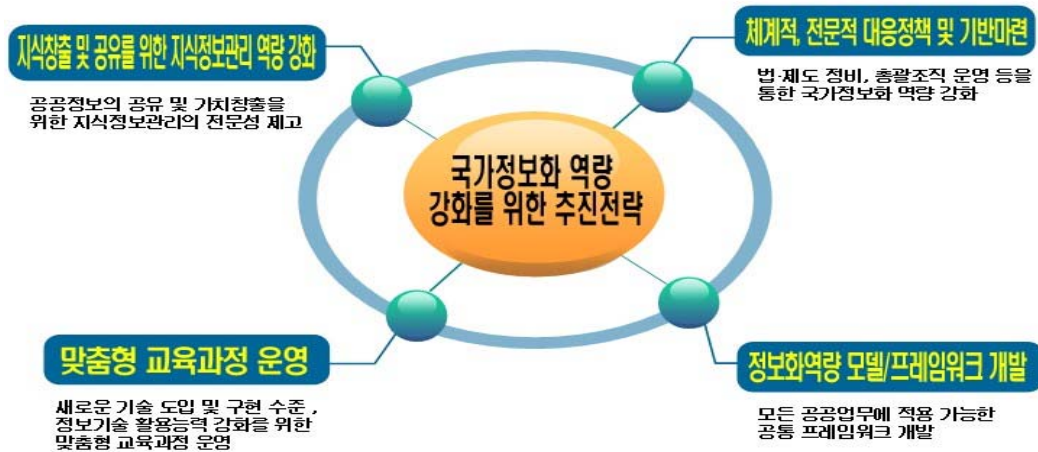 지식창출 및 공유를 위한 지식정보관리 역량 강화
공공정보의 공유 및 가치창출을
위한 지식정보관리의 전문성 제고
체계적, 전문적 대응정책 및 기반마련
법·제도 정비, 총괄조직 운영 등을
통한 국가정보화 역량 강화
국가정보화 역량
강화를 위한 추진전략
맞춤형 교육과정 운영
새로운 기술 도입 및 구현 수준 ,
정보기술 활용능력 강화를 위한
맞춤형 교육과정 운영
정보화역량 모델/프레임워크 개발
모든 공공업무에 적용 가능한
공통 프레임워크 개발